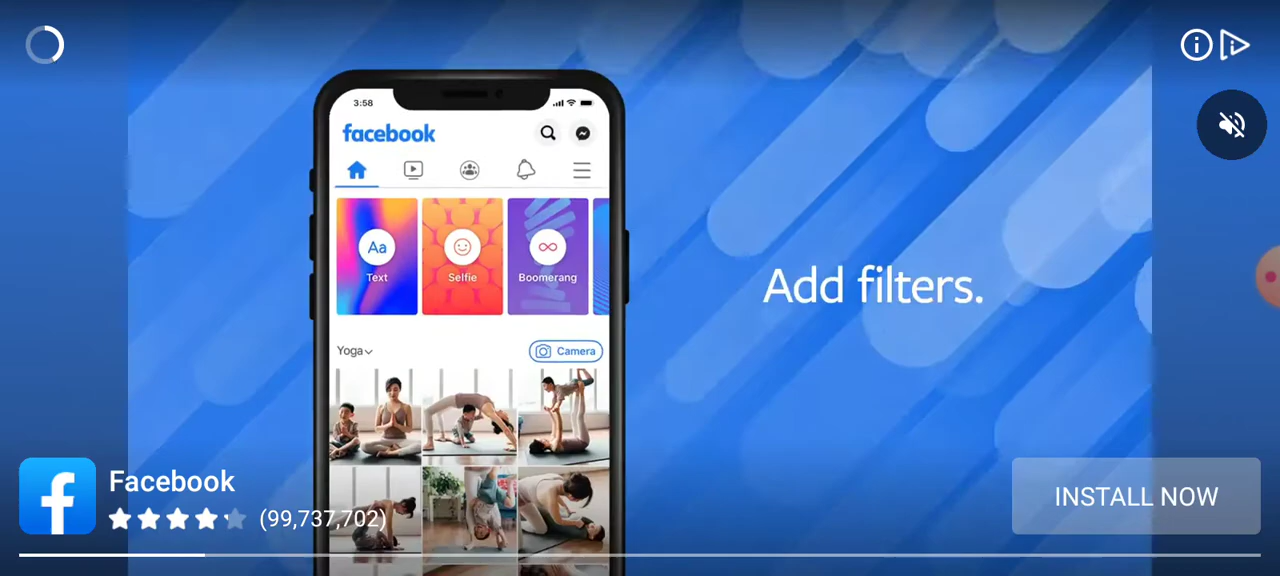 3:58
facebook
Aa
Text
Selfie
Boomerang
Add filters.
Yoga
Camera
Facebook
(99,737,702)
INSTALL NOW